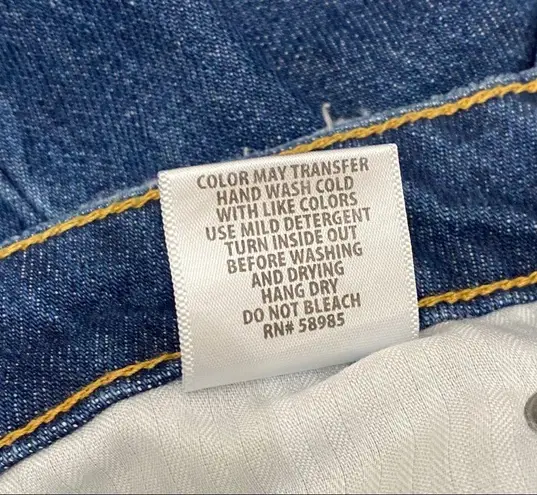 COLOR MAY TRANSFER
HAND WASH COLD
WITH LIKE COLORS
USE MILD DETERGENT
TURN INSIDE OUT
BEFORE WASHING
AND DRYING
HANG DRY
DO NOT BLEACH
RN# 58985